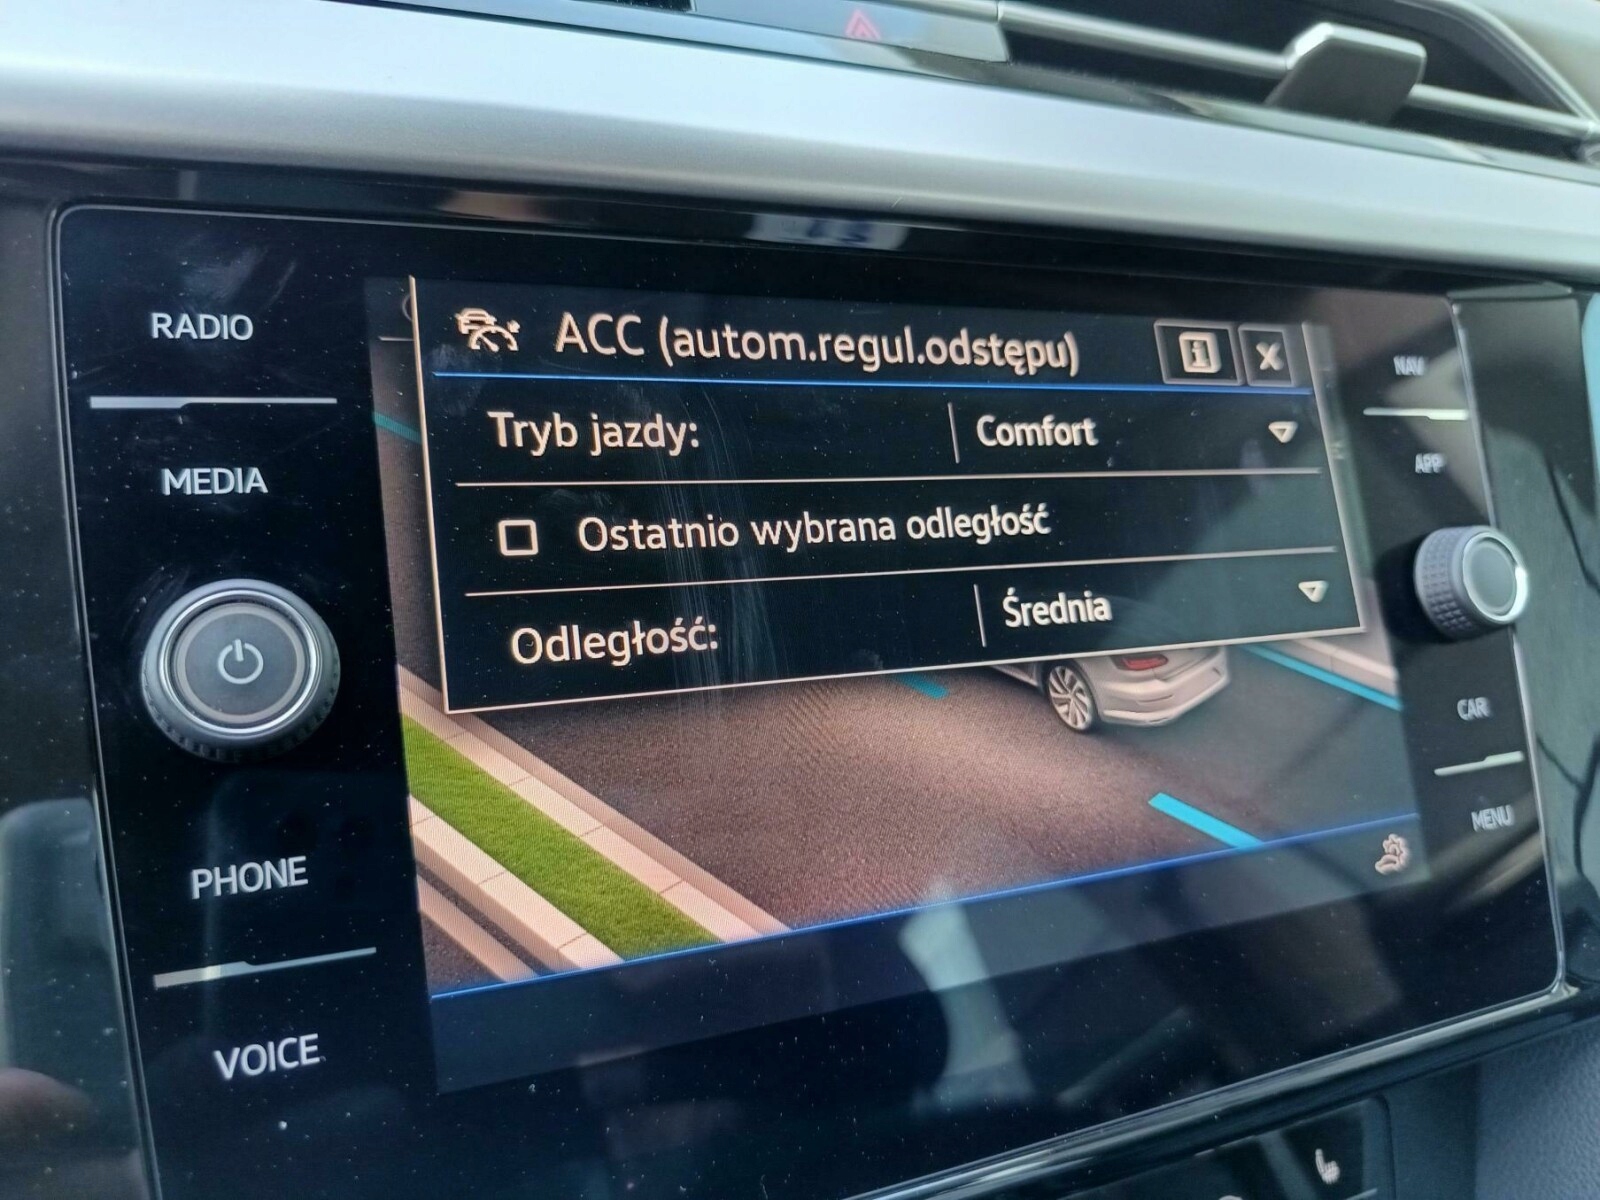 RADIO
MEDIA
PHONE
VOICE
ACC (autom.regul.odstępu)
Tryb jazdy: Comfort
Ostatnio wybrana odległość
Odległość: Średnia
NAV
APP
CAR
MENU